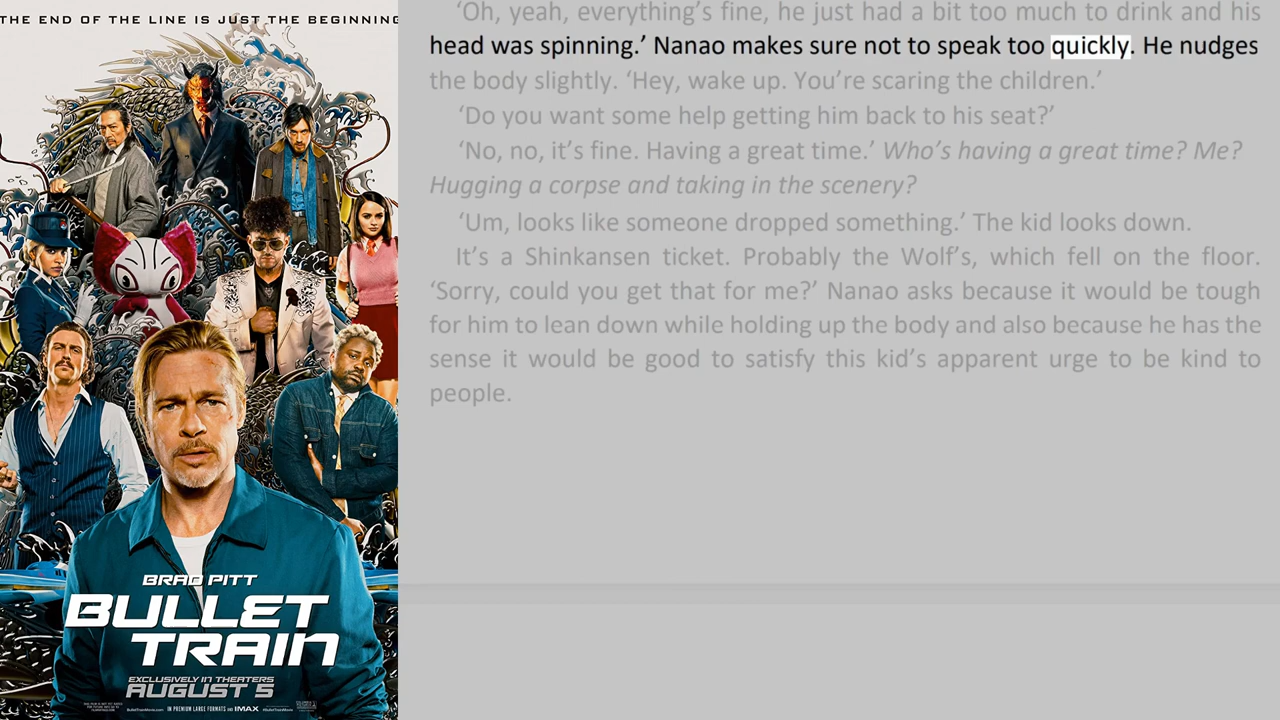 THE END OF THE LINE IS JUST THE BEGINNING
BRAD PITT
BULLET
TRAIN
EXCLUSIVELY IN THEATERS
AUGUST 5
BulletTrainMovie.com IN PREMIUM LARGE FORMATS AND IMAX #BulletTrainMovie
‘Oh, yeah, everything’s fine, he just had a bit too much to drink and his
head was spinning.’ Nanao makes sure not to speak too quickly. He nudges
the body slightly. ‘Hey, wake up. You’re scaring the children.’
‘Do you want some help getting him back to his seat?’
‘No, no, it’s fine. Having a great time.’ Who’s having a great time? Me?
Hugging a corpse and taking in the scenery?
‘Um, looks like someone dropped something.’ The kid looks down.
It’s a Shinkansen ticket. Probably the Wolf’s, which fell on the floor.
‘Sorry, could you get that for me?’ Nanao asks because it would be tough
for him to lean down while holding up the body and also because he has the
sense it would be good to satisfy this kid’s apparent urge to be kind to
people.